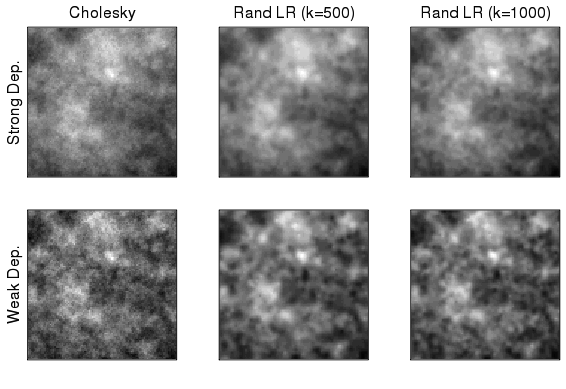 Cholesky
Rand LR (k=500)
Rand LR (k=1000)
Strong Dep.
Weak Dep.